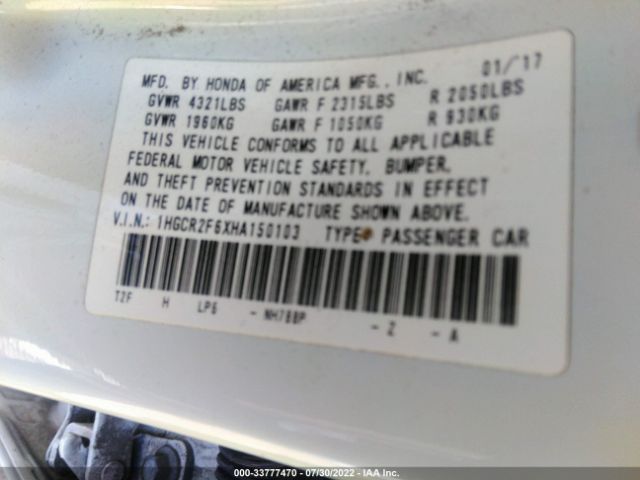 MFD. BY HONDA OF AMERICA MFG., INC. 01/17
GVWR 4321LBS GAWR F 2315LBS R 2050LBS
GVWR 1960KG GAWR F 1050KG R 930KG
THIS VEHICLE CONFORMS TO ALL APPLICABLE
FEDERAL MOTOR VEHICLE SAFETY, BUMPER,
AND THEFT PREVENTION STANDARDS IN EFFECT
ON THE DATE OF MANUFACTURE SHOWN ABOVE.
V.I.N.: 1HGCR2F6XHA150103 TYPE: PASSENGER CAR
T2F H LP6 - NH788P - Z - A
000-33777470 - 07/30/2022 - IAA Inc.